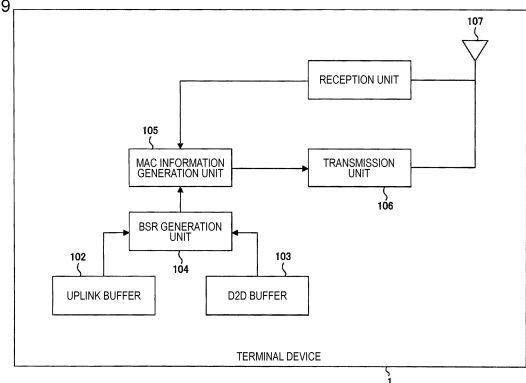 9
107
RECEPTION UNIT
105
MAC INFORMATION
GENERATION UNIT
TRANSMISSION
UNIT
106
BSR GENERATION
UNIT
104
102
103
UPLINK BUFFER
D2D BUFFER
TERMINAL DEVICE
1